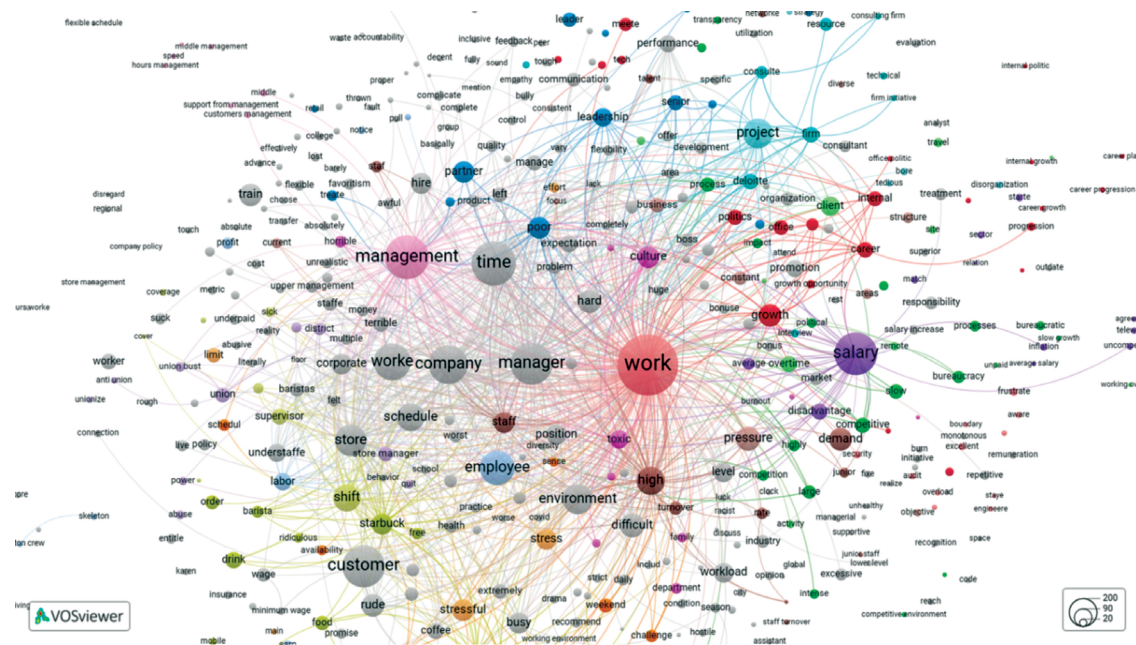 flexible schedule
leader
meete
transparency
consulting firm
resource
utilization
waste accountability
inclusive
feedback
peer
performance
evaluation
middle management
speed
hours management
decent
fully
sound
tough
tech
internal politic
proper
mention
empathy
communication
talent
specific
consulte
diverse
technical
middle
thrown
complicate
bully
senior
firm initiative
support from management
retail
fault
complete
consistent
customers management
pull
control
leadership
offer
project
firm
analyst
college
notice
group
effectively
basically
quality
vary
flexibility
development
consultant
travel
lost
advance
barely
staf
partner
manage
area
office politic
internal growth
career pla
bore
tedious
flexible
favoritism
hire
effort
lack
process
deloitte
disorganization
disregard
train
choose
treate
left
focus
internal
treatment
state
career progression
regional
awful
product
business
organization
client
career growth
transfer
completely
politics
structure
progression
touch
absolute
absolutely
poor
office
site
sector
company policy
profit
current
horrible
expectation
boss
impact
attend
career
superior
relation
unrealistic
management
time
problem
culture
promotion
cost
outdate
store management
upper management
huge
constant
growth opportunity
match
coverage
metric
areas
staffe
hard
rest
responsibility
bonuse
ursaworke
suck
underpaid
sick
money
growth
political
agree
cover
reality
district
terrible
interview
salary increase
processes
bureaucratic
multiple
bonus
remote
slow growth
abusive
inflation
worker
limit
literally
floor
corporate
worke
company
manager
work
average
overtime
salary
unpaid
average salary
union bust
bureaucracy
anti union
baristas
market
union
burnout
slow
frustrate
unionize
rough
felt
schedul
supervisor
schedule
staff
disadvantage
aware
competitive
boundary
connection
worst
position
toxic
pressure
demand
live
policy
store
diversity
highly
monotonous
excellent
understaffe
store manager
security
burn
initiative
remuneration
behavior
school
employee
sence
level
competition
junior
fixe
power
labor
quit
high
audit
repetitive
realize
order
shift
environment
luck
clock
large
overload
staye
practice
turnover
unhealthy
abuse
barista
racist
rate
objective
engineere
skeleton
starbuck
worse
covid
difficult
managerial
free
health
activity
entitle
ridiculous
stress
family
discuss
supportive
recognition
space
industry
availability
drink
includ
junior staff
lower level
karen
wage
customer
strict
daily
workload
global
opinion
excessive
code
insurance
extremely
department
city
minimum wage
rude
drama
condition
intense
reach
stressful
weekend
season
competitive environment
food
recommend
busy
main
promise
coffee
hostile
staff turnover
mobile
working environment
challenge
assistant
VOSviewer
200
90
20